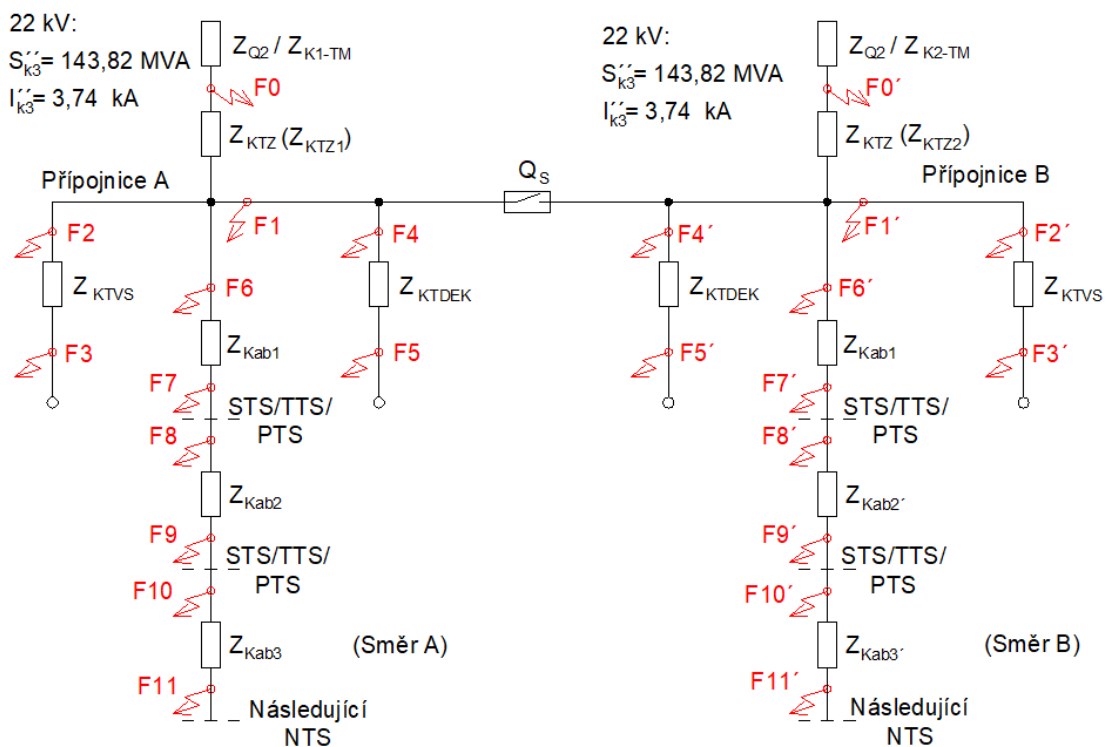 22 kV:
S´´k3= 143,82 MVA
I´´k3= 3,74 kA
ZQ2 / ZK1-TM
F0
ZKTZ (ZKTZ1)
Přípojnice A
F1
F2
ZKTVS
F3
F4
ZKTDEK
F5
F6
ZKab1
F7
STS/TTS/
PTS
F8
ZKab2
F9
STS/TTS/
PTS
F10
ZKab3
(Směr A)
F11
Následující
NTS
QS
22 kV:
S´´k3= 143,82 MVA
I´´k3= 3,74 kA
ZQ2 / ZK2-TM
F0´
ZKTZ (ZKTZ2)
Přípojnice B
F1´
F4´
ZKTDEK
F5´
F2´
ZKTVS
F3´
F6´
ZKab1
F7´
STS/TTS/
PTS
F8´
ZKab2´
F9´
STS/TTS/
PTS
F10´
ZKab3´
(Směr B)
F11´
Následující
NTS